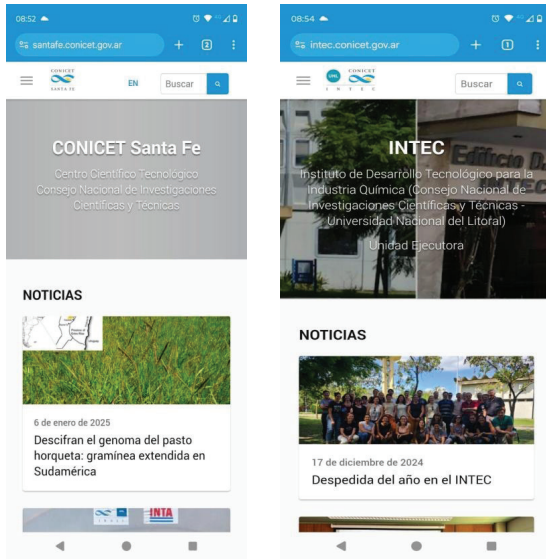 08:52
santafe.conicet.gov.ar
2
CONICET
SANTA FE
EN
Buscar
CONICET Santa Fe
Centro Científico Tecnológico
Consejo Nacional de Investigaciones
Científicas y Técnicas
NOTICIAS
6 de enero de 2025
Descifran el genoma del pasto
horqueta: gramínea extendida en
Sudamérica
INTA
08:54
intec.conicet.gov.ar
1
CONICET
I N T E C
Buscar
Edificio D
INTEC
INTEC
Instituto de Desarrollo Tecnológico para la
Industria Química (Consejo Nacional de
Investigaciones Científicas y Técnicas -
Universidad Nacional del Litoral)
Unidad Ejecutora
NOTICIAS
17 de diciembre de 2024
Despedida del año en el INTEC